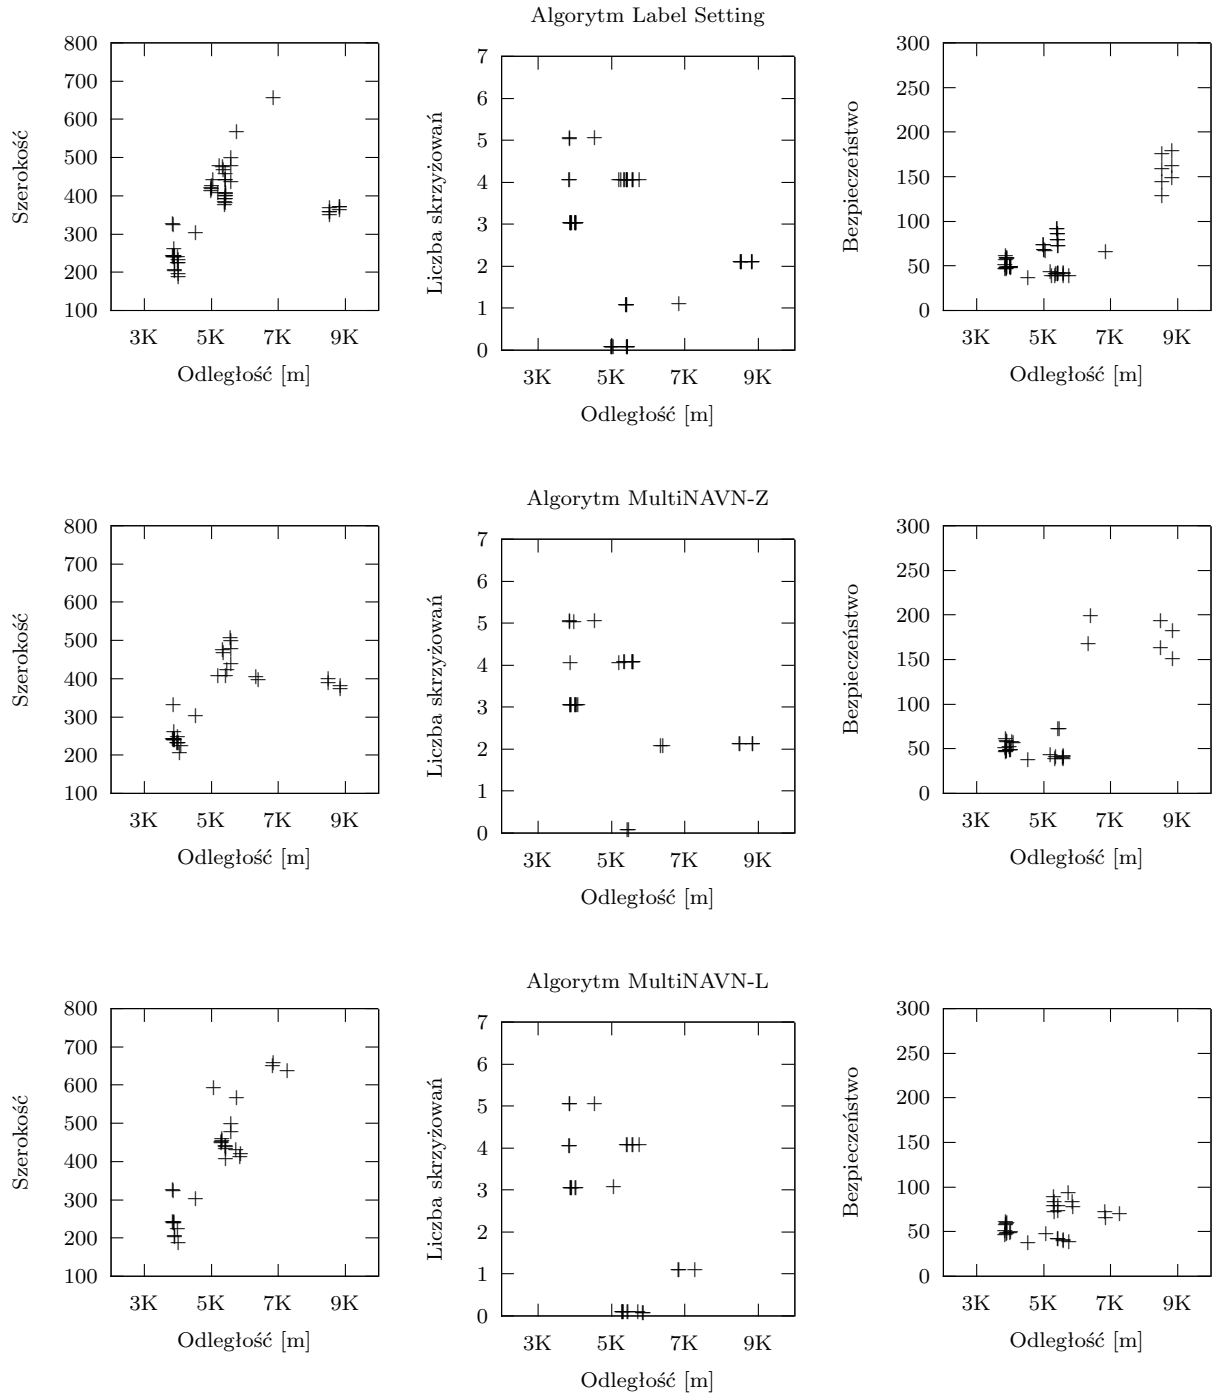 Algorytm Label Setting
Szerokość
800
700
600
500
400
300
200
100
3K 5K 7K 9K
Odległość [m]
Liczba skrzyżowań
7
6
5
4
3
2
1
0
3K 5K 7K 9K
Odległość [m]
Bezpieczeństwo
300
250
200
150
100
50
0
3K 5K 7K 9K
Odległość [m]
Algorytm MultiNAVN-Z
Szerokość
800
700
600
500
400
300
200
100
3K 5K 7K 9K
Odległość [m]
Liczba skrzyżowań
7
6
5
4
3
2
1
0
3K 5K 7K 9K
Odległość [m]
Bezpieczeństwo
300
250
200
150
100
50
0
3K 5K 7K 9K
Odległość [m]
Algorytm MultiNAVN-L
Szerokość
800
700
600
500
400
300
200
100
3K 5K 7K 9K
Odległość [m]
Liczba skrzyżowań
7
6
5
4
3
2
1
0
3K 5K 7K 9K
Odległość [m]
Bezpieczeństwo
300
250
200
150
100
50
0
3K 5K 7K 9K
Odległość [m]